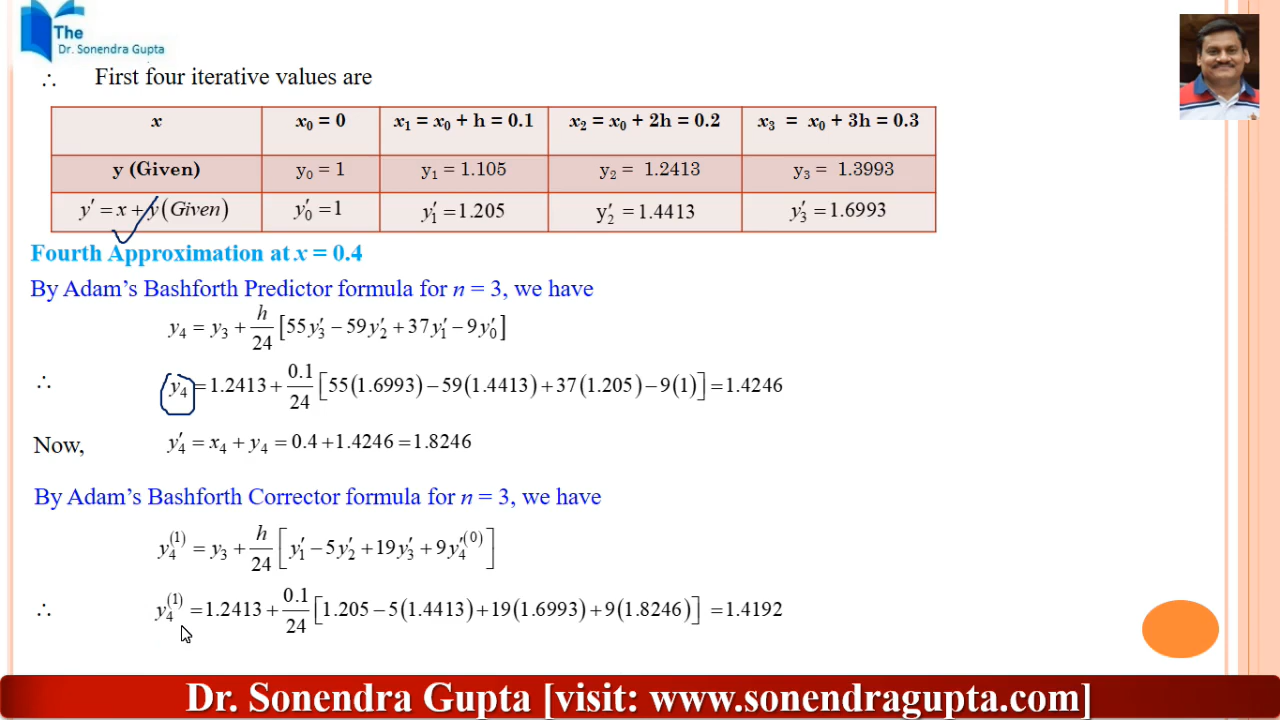 The
Dr. Sonendra Gupta
∴ First four iterative values are
x x₀ = 0 x₁ = x₀ + h = 0.1 x₂ = x₀ + 2h = 0.2 x₃ = x₀ + 3h = 0.3
y (Given) y₀ = 1 y₁ = 1.105 y₂ = 1.2413 y₃ = 1.3993
y′ = x + y (Given) y′₀ = 1 y′₁ = 1.205 y′₂ = 1.4413 y′₃ = 1.6993
Fourth Approximation at x = 0.4
By Adam's Bashforth Predictor formula for n = 3, we have
y₄ = y₃ + h/24 [55y′₃ − 59y′₂ + 37y′₁ − 9y′₀]
∴ y₄ = 1.2413 + 0.1/24 [55(1.6993) − 59(1.4413) + 37(1.205) − 9(1)] = 1.4246
Now, y′₄ = x₄ + y₄ = 0.4 + 1.4246 = 1.8246
By Adam's Bashforth Corrector formula for n = 3, we have
y₄⁽¹⁾ = y₃ + h/24 [y′₁ − 5y′₂ + 19y′₃ + 9y′₄⁽⁰⁾]
∴ y₄⁽¹⁾ = 1.2413 + 0.1/24 [1.205 − 5(1.4413) + 19(1.6993) + 9(1.8246)] = 1.4192
Dr. Sonendra Gupta [visit: www.sonendragupta.com]